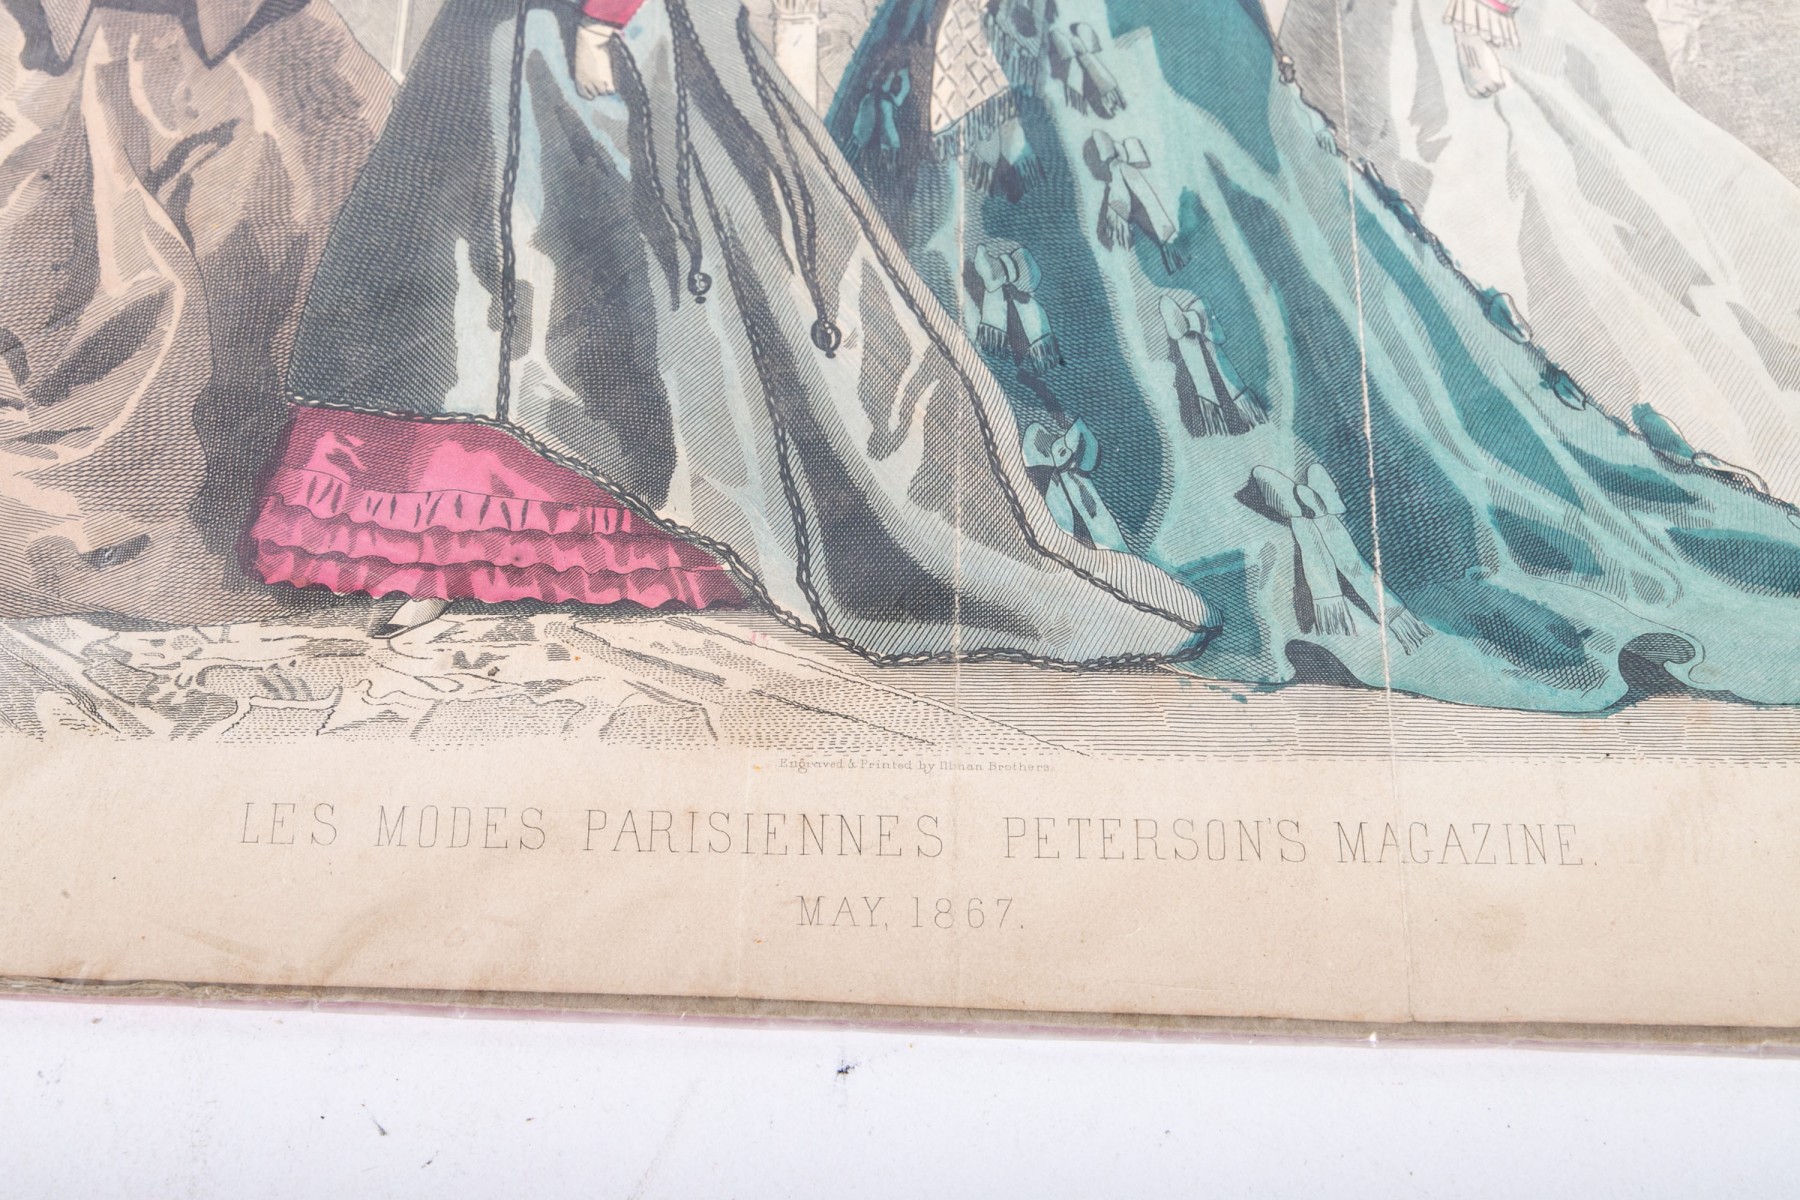 Engraved & Printed by Illman Brothers.
LES MODES PARISIENNES PETERSON'S MAGAZINE.
MAY, 1867.